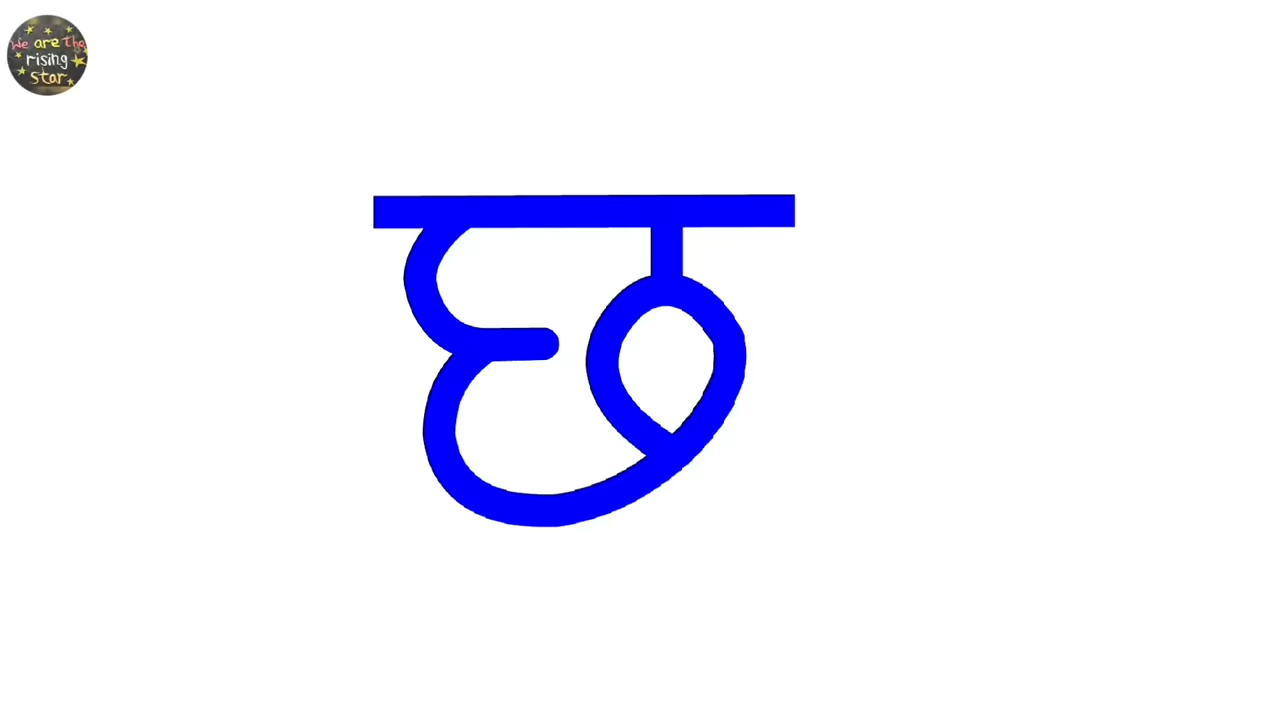 We are the
rising
star
छ